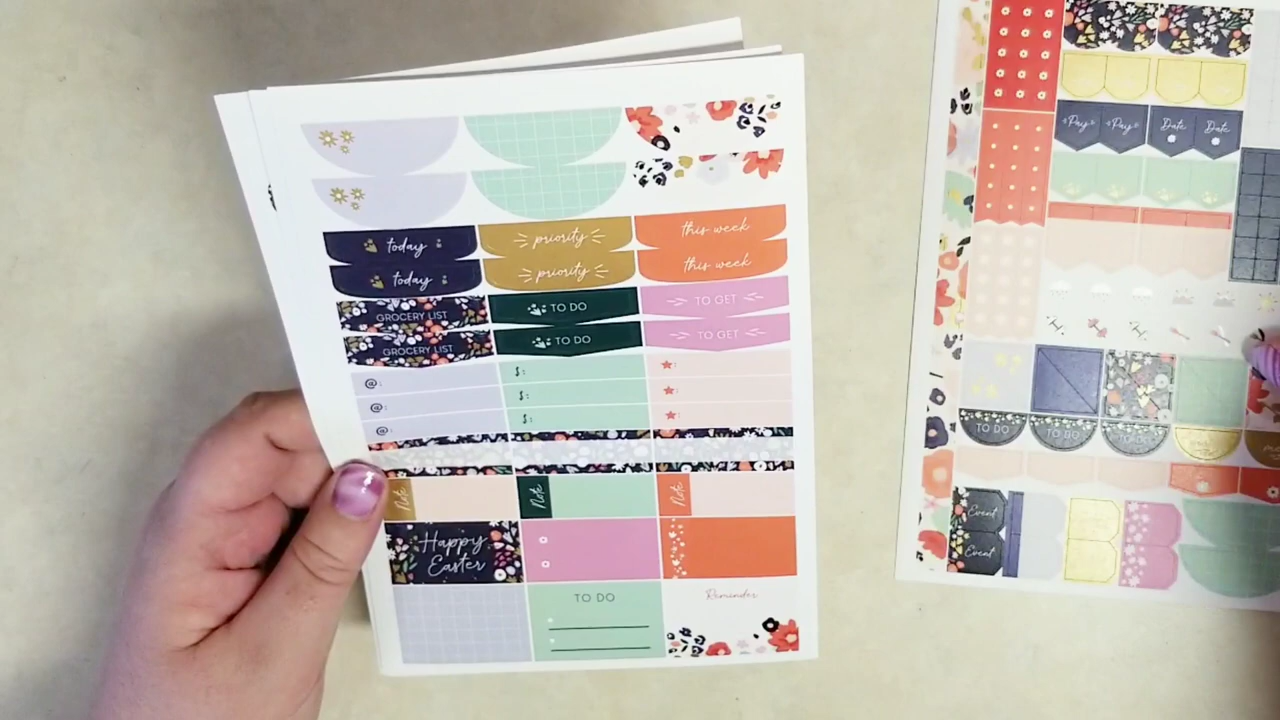 today
priority
this week
today
priority
this week
GROCERY LIST
TO DO
TO GET
GROCERY LIST
TO DO
TO GET
@:
$:
@:
$:
@:
$:
Note
Note
Note
Happy
Easter
TO DO
Reminder
Pay
Pay
Date
Date
TO DO
TO DO
TO DO
Event
Event